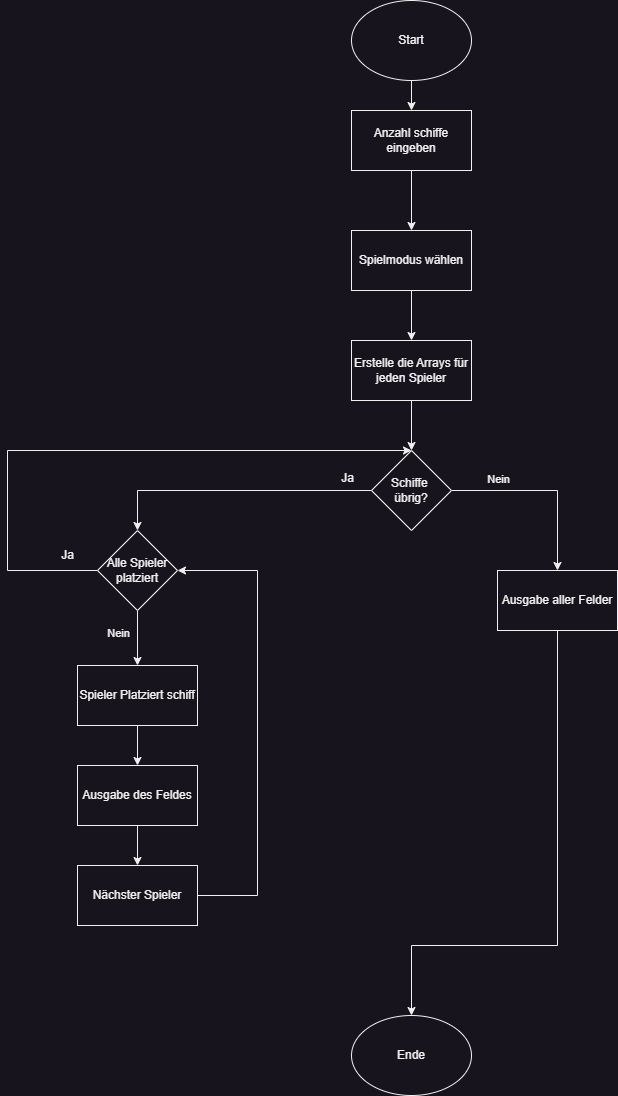 Start
Anzahl schiffe
eingeben
Spielmodus wählen
Erstelle die Arrays für
jeden Spieler
Schiffe
übrig?
Ja
Nein
Alle Spieler
platziert
Ja
Nein
Ausgabe aller Felder
Spieler Platziert schiff
Ausgabe des Feldes
Nächster Spieler
Ende